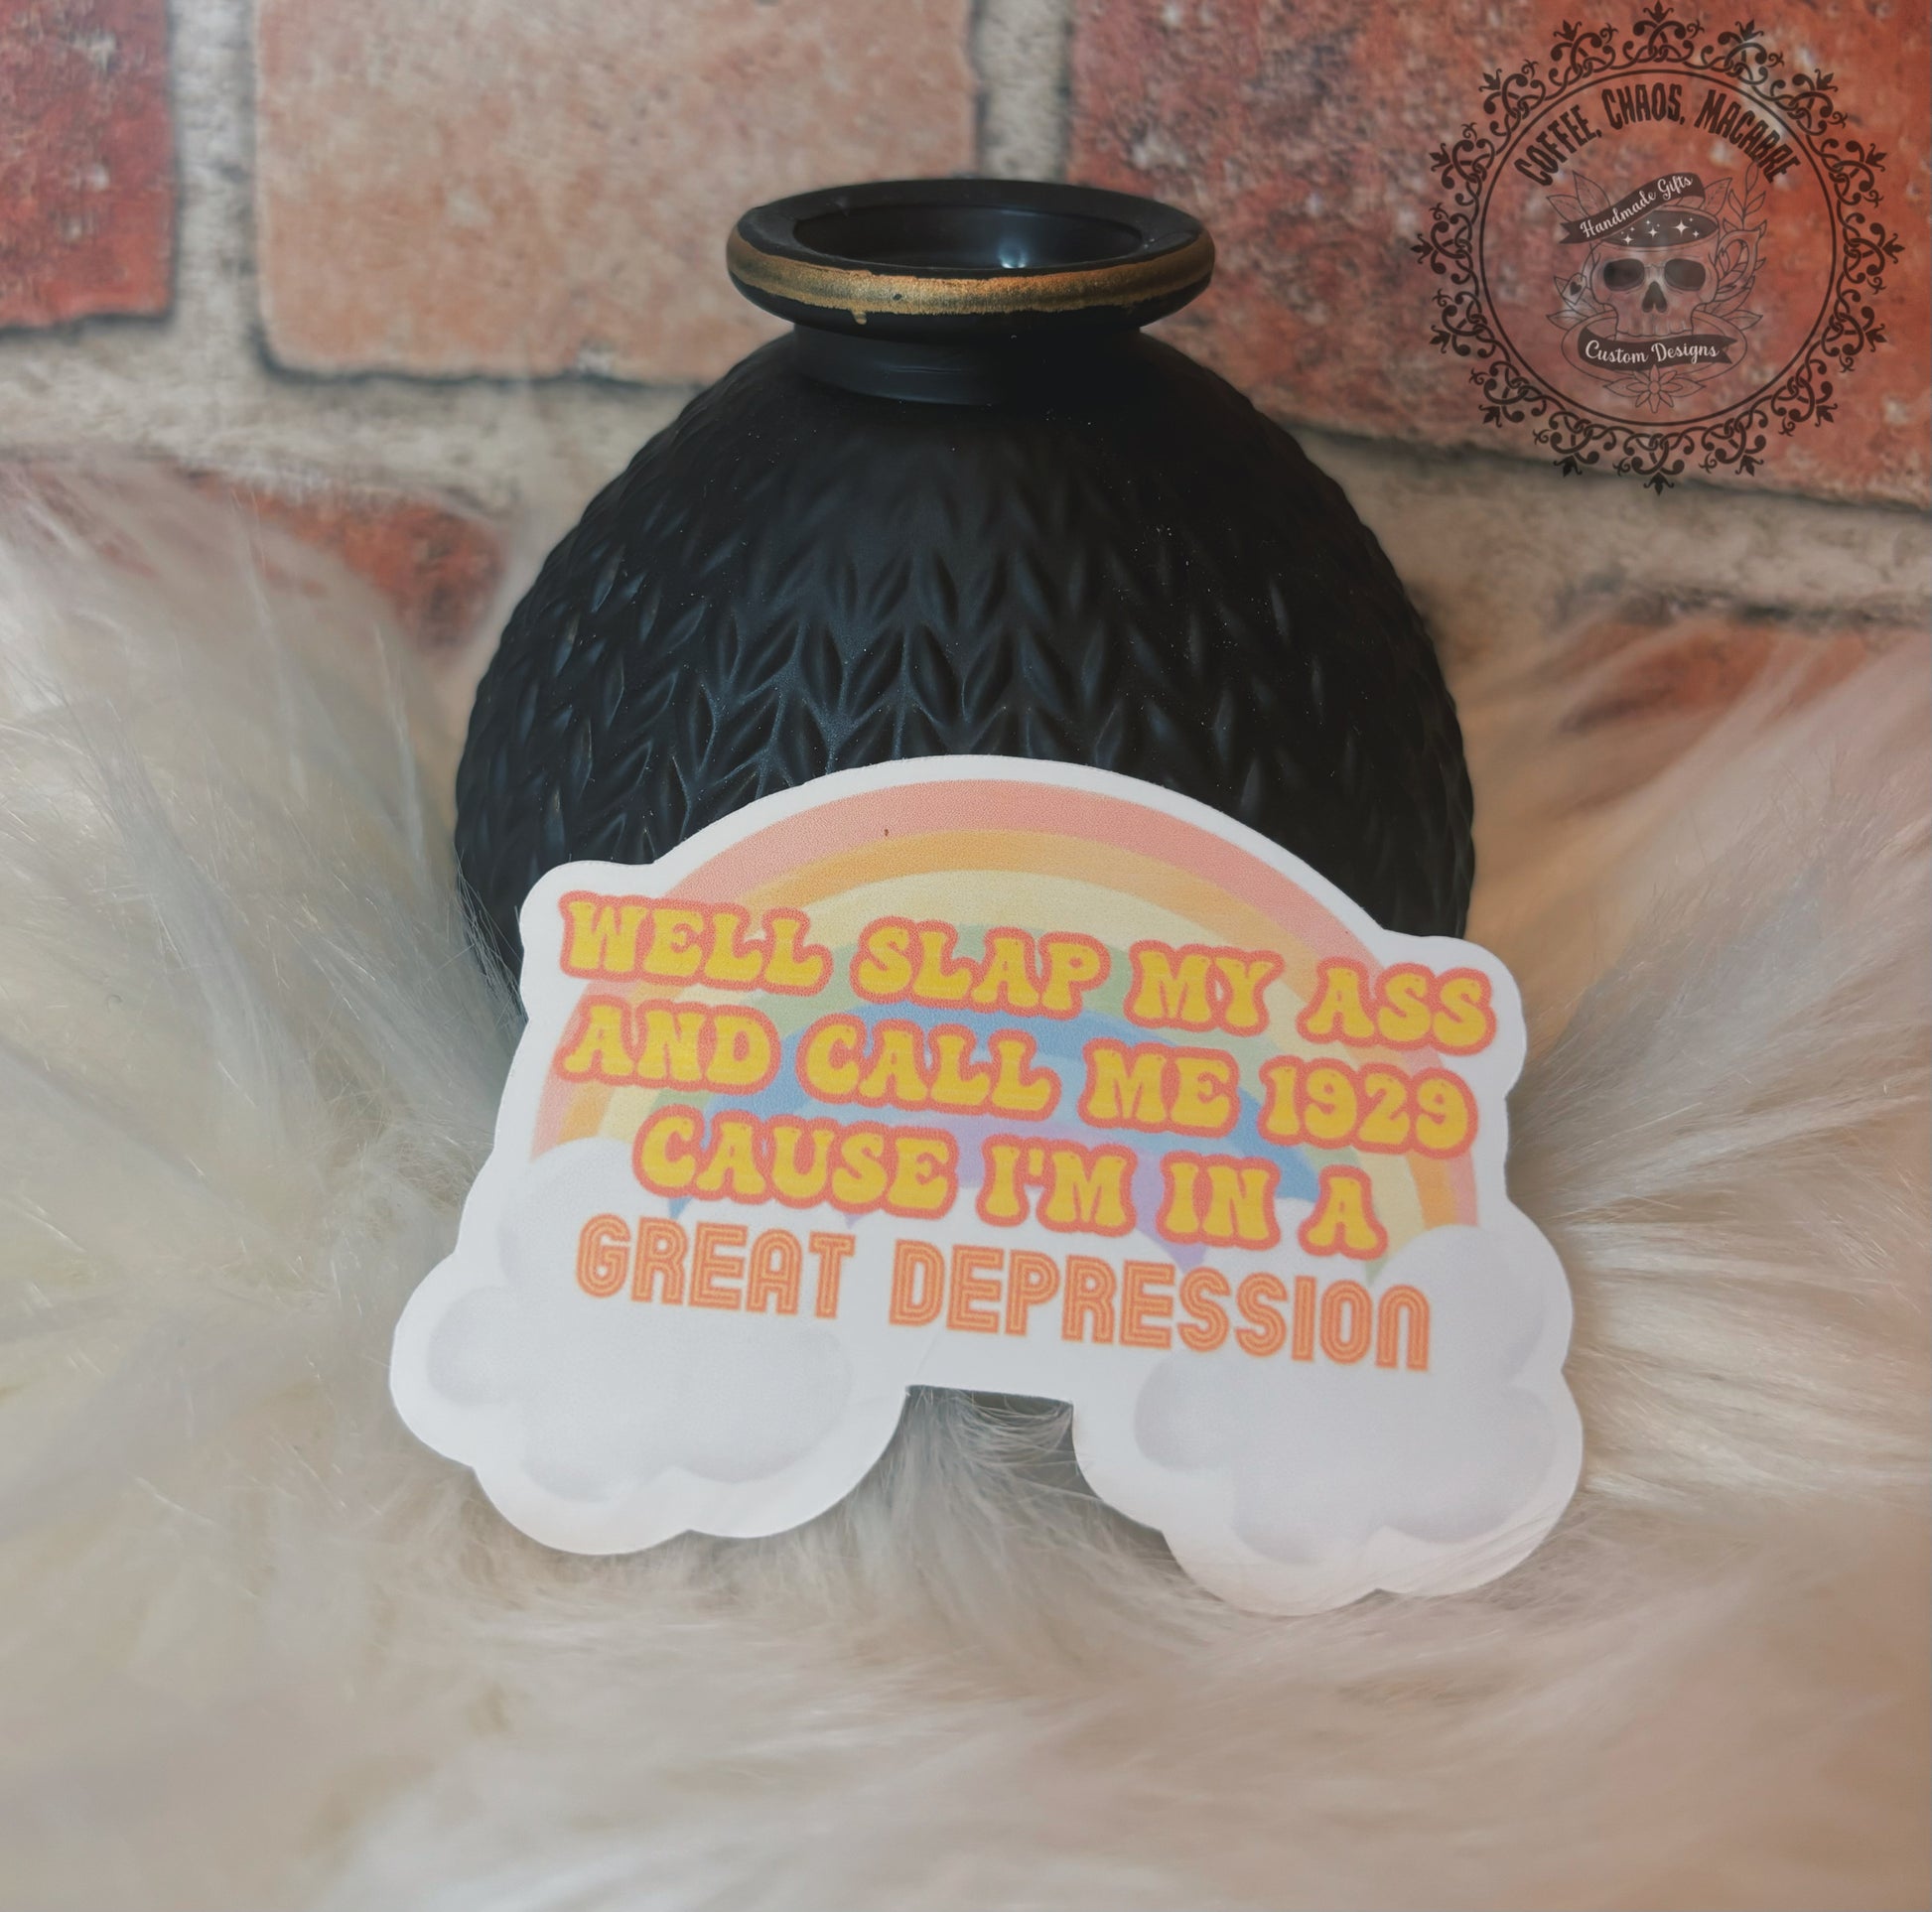 COFFEE, CHAOS, MACABRE
Handmade Gifts
Custom Designs
WELL SLAP MY ASS
AND CALL ME 1929
CAUSE I'M IN A
GREAT DEPRESSION